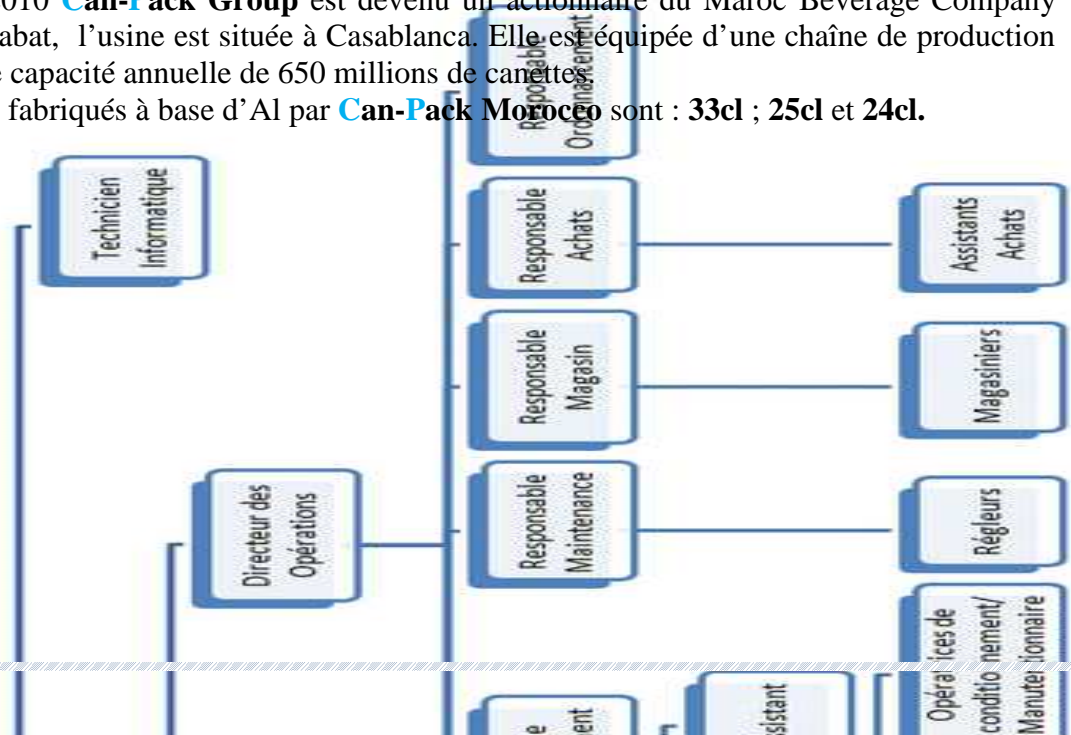 010 Can-Pack Group est devenu un actionnaire du Maroc Beverage Company
abat, l'usine est située à Casablanca. Elle est équipée d'une chaîne de production
e capacité annuelle de 650 millions de canettes.
fabriqués à base d'Al par Can-Pack Morocco sont : 33cl ; 25cl et 24cl.
Responsable
Ordonnancement
Technicien
Informatique
Responsable
Achats
Assistants
Achats
Responsable
Magasin
Magasiniers
Directeur des
Opérations
Responsable
Maintenance
Régleurs